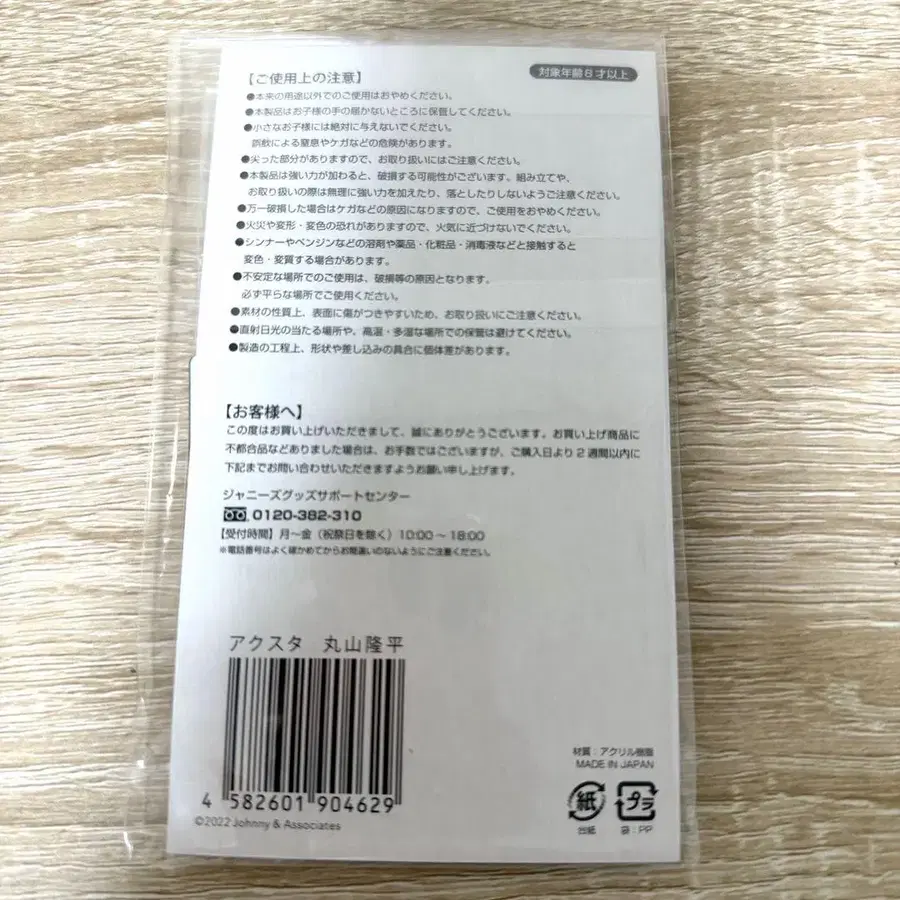 対象年齢8才以上
【ご使用上の注意】
●本来の用途以外でのご使用はおやめください。
●本製品はお子様の手の届かないところに保管してください。
●小さなお子様には絶対に与えないでください。
誤飲による窒息やケガなどの危険があります。
●尖った部分がありますので、お取り扱いにはご注意ください。
●本製品は強い力が加わると、破損する可能性がございます。組み立てや、
お取り扱いの際は無理に強い力を加えたり、落としたりしないようご注意ください。
●万一破損した場合はケガなどの原因になりますので、ご使用をおやめください。
●火災や変形・変色の恐れがありますので、火気に近づけないでください。
●シンナーやベンジンなどの溶剤や薬品・化粧品・消毒液などと接触すると
変色・変質する場合があります。
●不安定な場所でのご使用は、破損等の原因となります。
必ず平らな場所でご使用ください。
●素材の性質上、表面に傷がつきやすいため、お取り扱いにご注意ください。
●直射日光の当たる場所や、高温・多湿な場所での保管は避けてください。
●製造の工程上、形状や差し込みの具合に個体差があります。
【お客様へ】
この度はお買い上げいただきまして、誠にありがとうございます。お買い上げ商品に
不都合品などありました場合は、お手数ではございますが、ご購入日より2週間以内に
下記までお問い合わせいただきますようお願い申し上げます。
ジャニーズグッズサポートセンター
0120-382-310
【受付時間】月〜金（祝祭日を除く）10:00〜18:00
※電話番号はよく確かめてからお間違いのないようにご注意ください。
アクスタ 丸山隆平
4 582601 904629
©2022 Johnny & Associates
材質：アクリル樹脂
MADE IN JAPAN
紙 プラ
台紙 袋：PP